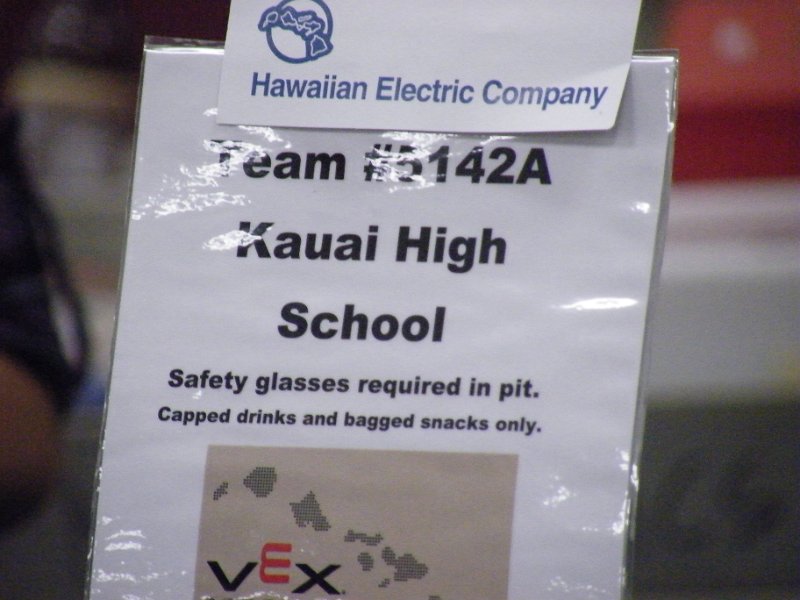 Hawaiian Electric Company
Team #5142A
Kauai High
School
Safety glasses required in pit.
Capped drinks and bagged snacks only.
VEX